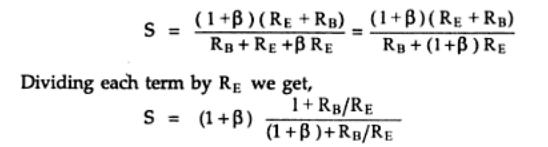 S = (1+β)(R_E + R_B) / (R_B + R_E + β R_E) = (1+β)(R_E + R_B) / (R_B + (1+β) R_E)
Dividing each term by R_E we get,
S = (1+β) (1 + R_B/R_E) / ((1+β) + R_B/R_E)